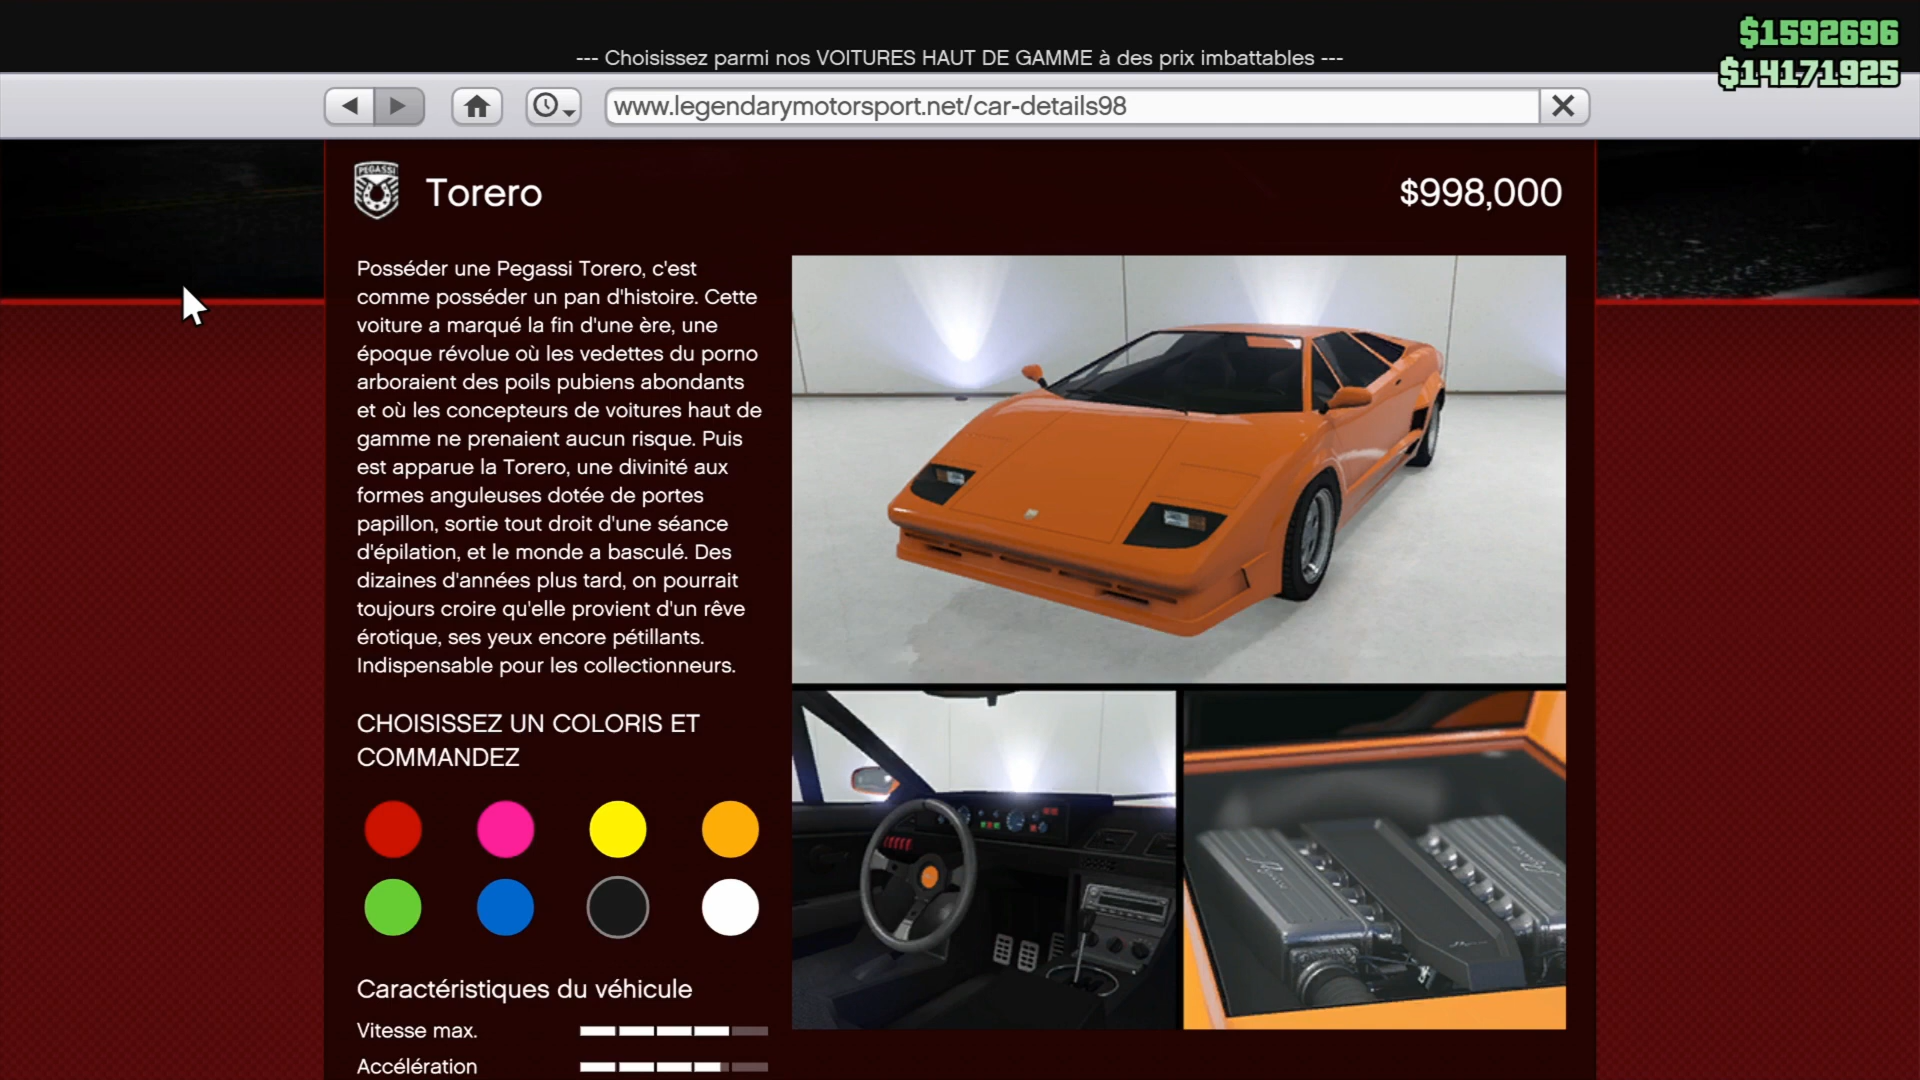 $1592696
--- Choisissez parmi nos VOITURES HAUT DE GAMME à des prix imbattables ---
$14171925
www.legendarymotorsport.net/car-details98
PEGASSI
Torero
$998,000
Posséder une Pegassi Torero, c'est
comme posséder un pan d'histoire. Cette
voiture a marqué la fin d'une ère, une
époque révolue où les vedettes du porno
arboraient des poils pubiens abondants
et où les concepteurs de voitures haut de
gamme ne prenaient aucun risque. Puis
est apparue la Torero, une divinité aux
formes anguleuses dotée de portes
papillon, sortie tout droit d'une séance
d'épilation, et le monde a basculé. Des
dizaines d'années plus tard, on pourrait
toujours croire qu'elle provient d'un rêve
érotique, ses yeux encore pétillants.
Indispensable pour les collectionneurs.
CHOISISSEZ UN COLORIS ET
COMMANDEZ
Caractéristiques du véhicule
Vitesse max.
Accélération